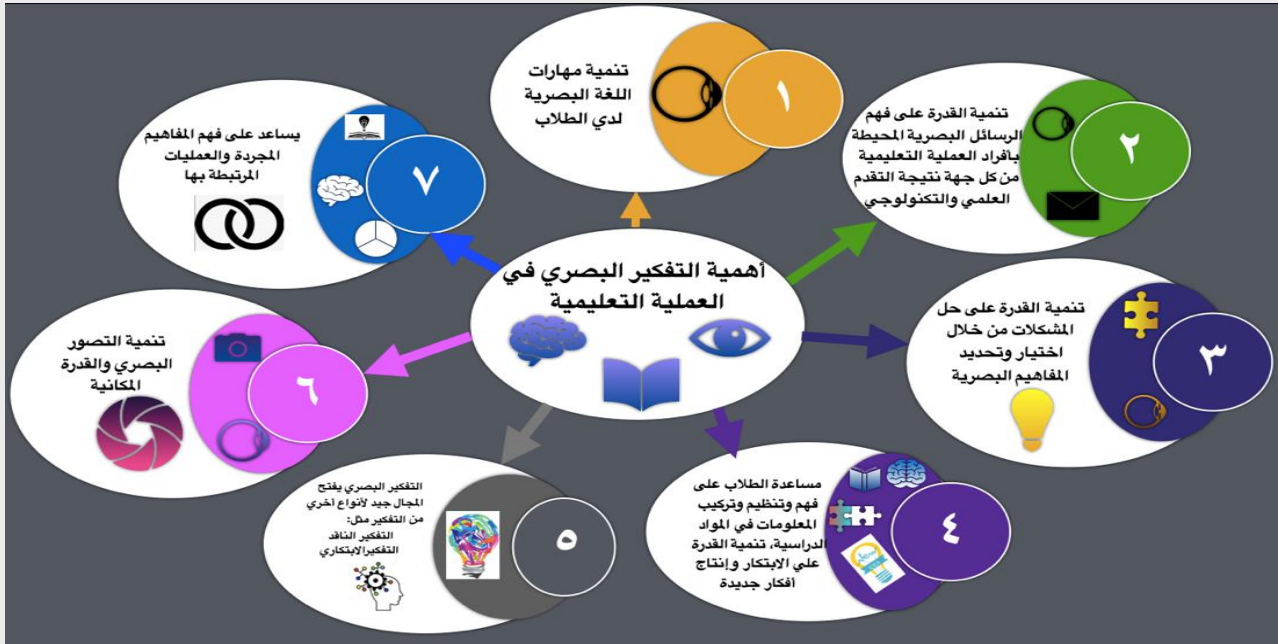 أهمية التفكير البصري في
العملية التعليمية
١
تنمية مهارات
اللغة البصرية
لدي الطلاب
٢
تنمية القدرة على فهم
الرسائل البصرية المحيطة
بأفراد العملية التعليمية
من كل جهة نتيجة التقدم
العلمي والتكنولوجي
٣
تنمية القدرة على حل
المشكلات من خلال
اختيار وتحديد
المفاهيم البصرية
٤
مساعدة الطلاب على
فهم وتنظيم وتركيب
المعلومات في المواد
الدراسية، تنمية القدرة
علي الابتكار وإنتاج
أفكار جديدة
٥
التفكير البصري يفتح
المجال جيد لأنواع أخري
من التفكير مثل:
التفكير الناقد
التفكيرالابتكاري
٦
تنمية التصور
البصري والقدرة
المكانية
٧
يساعد على فهم المفاهيم
المجردة والعمليات
المرتبطة بها